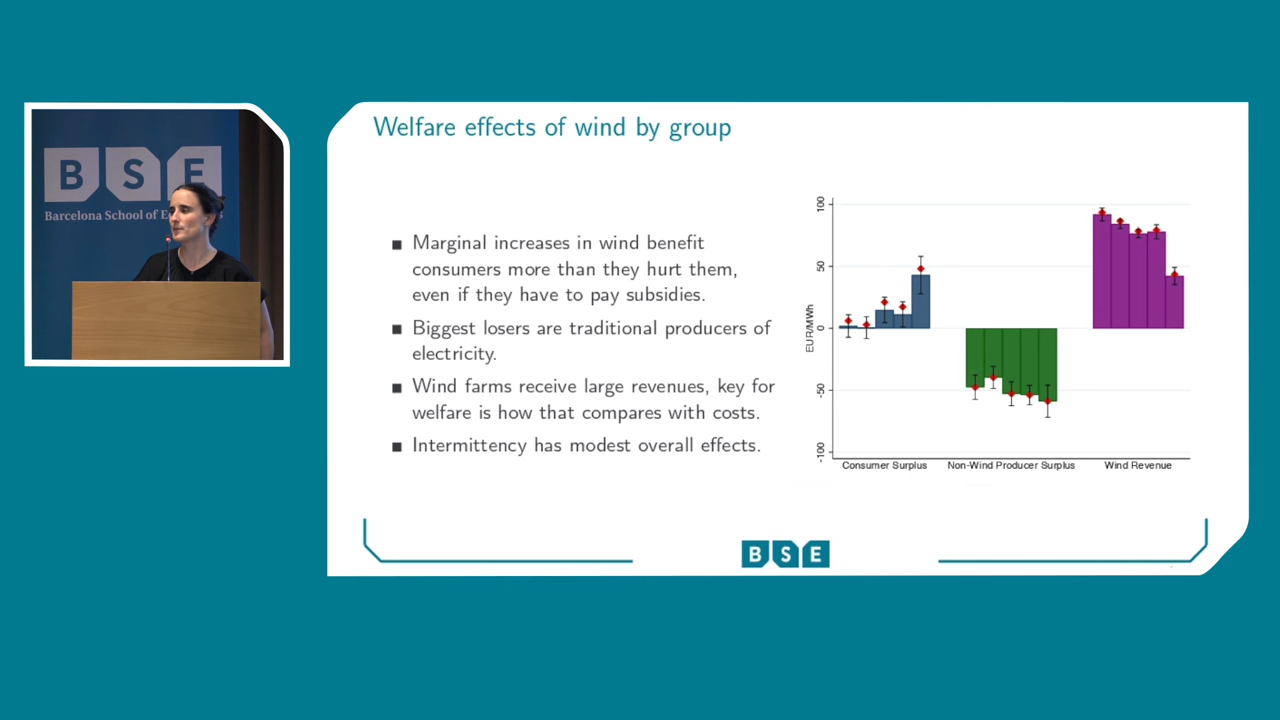 BSE
Barcelona School of E
Welfare effects of wind by group
Marginal increases in wind benefit
consumers more than they hurt them,
even if they have to pay subsidies.
Biggest losers are traditional producers of
electricity.
Wind farms receive large revenues, key for
welfare is how that compares with costs.
Intermittency has modest overall effects.
EUR/MWh
100
50
0
-50
-100
Consumer Surplus Non-Wind Producer Surplus Wind Revenue
BSE